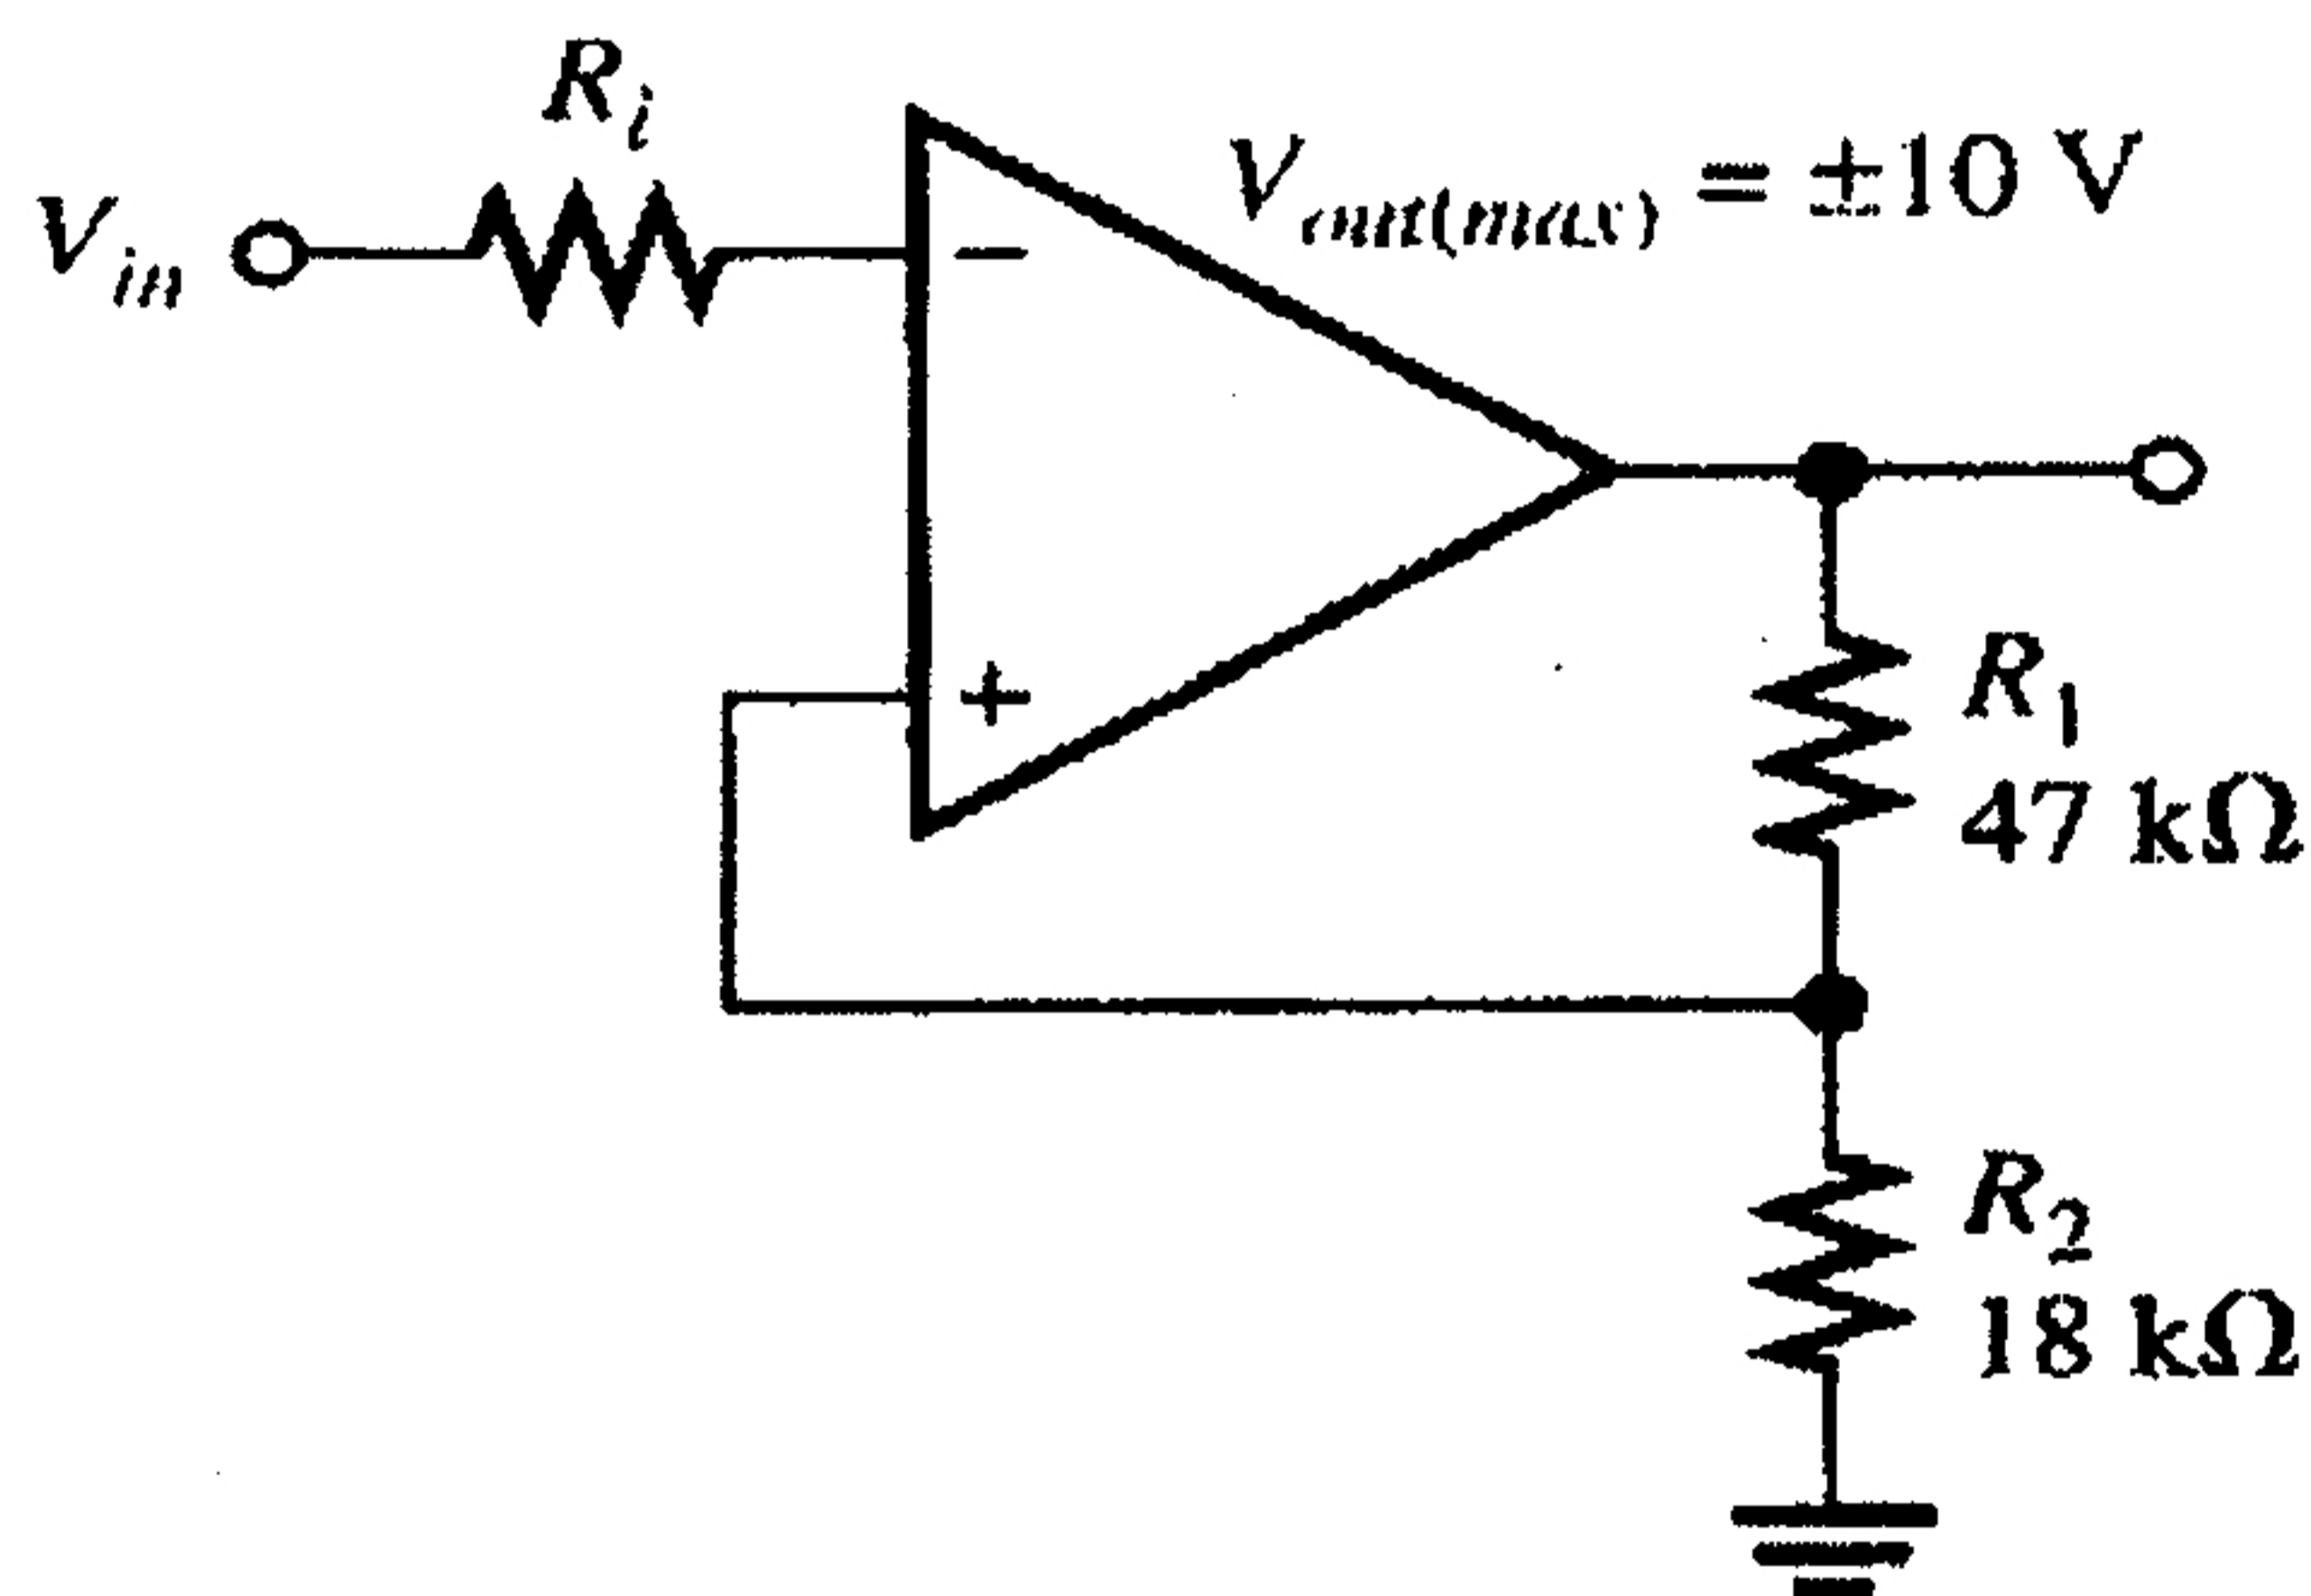 R_i
V_in
V_out(max) = ±10 V
−
+
R_1
47 kΩ
R_2
18 kΩ